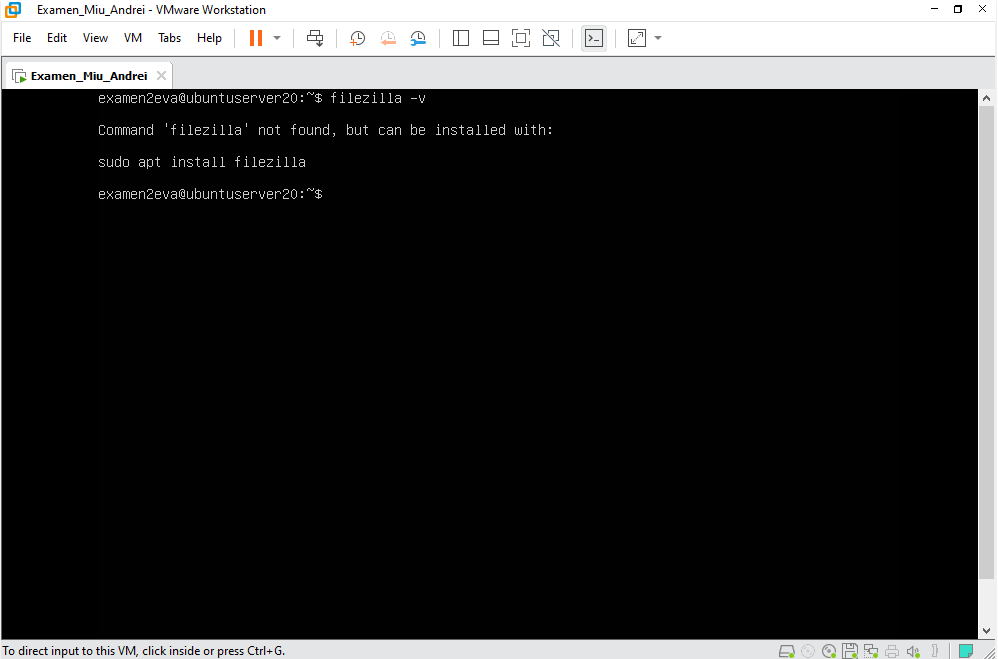 Examen_Miu_Andrei - VMware Workstation
File Edit View VM Tabs Help
Examen_Miu_Andrei
examen2eva@ubuntuserver20:~$ filezilla -v
Command 'filezilla' not found, but can be installed with:
sudo apt install filezilla
examen2eva@ubuntuserver20:~$
To direct input to this VM, click inside or press Ctrl+G.